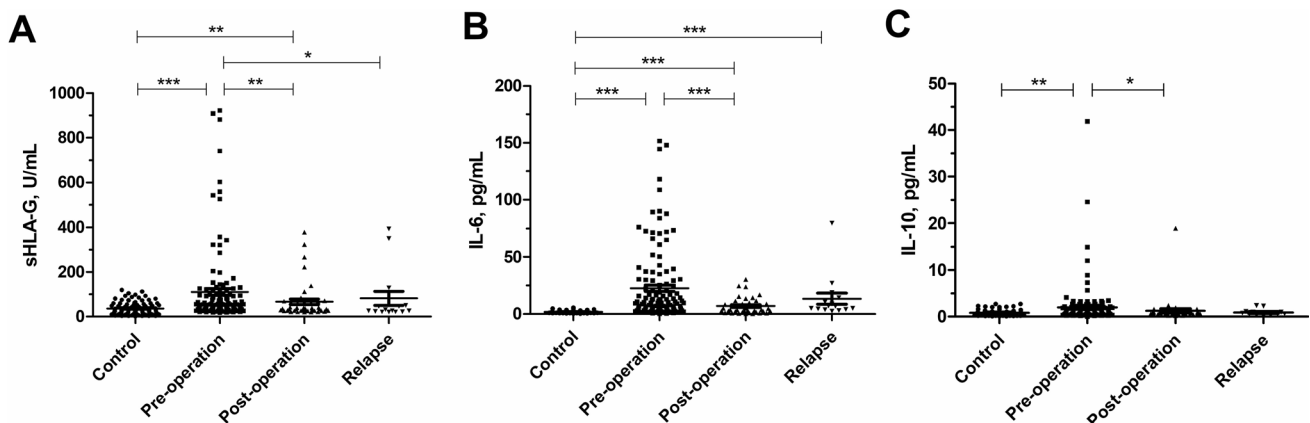 A
**
*
***
**
sHLA-G, U/mL
1000
800
600
400
200
0
Control
Pre-operation
Post-operation
Relapse
B
***
***
***
***
IL-6, pg/mL
200
150
100
50
0
Control
Pre-operation
Post-operation
Relapse
C
**
*
IL-10, pg/mL
50
40
30
20
10
0
Control
Pre-operation
Post-operation
Relapse